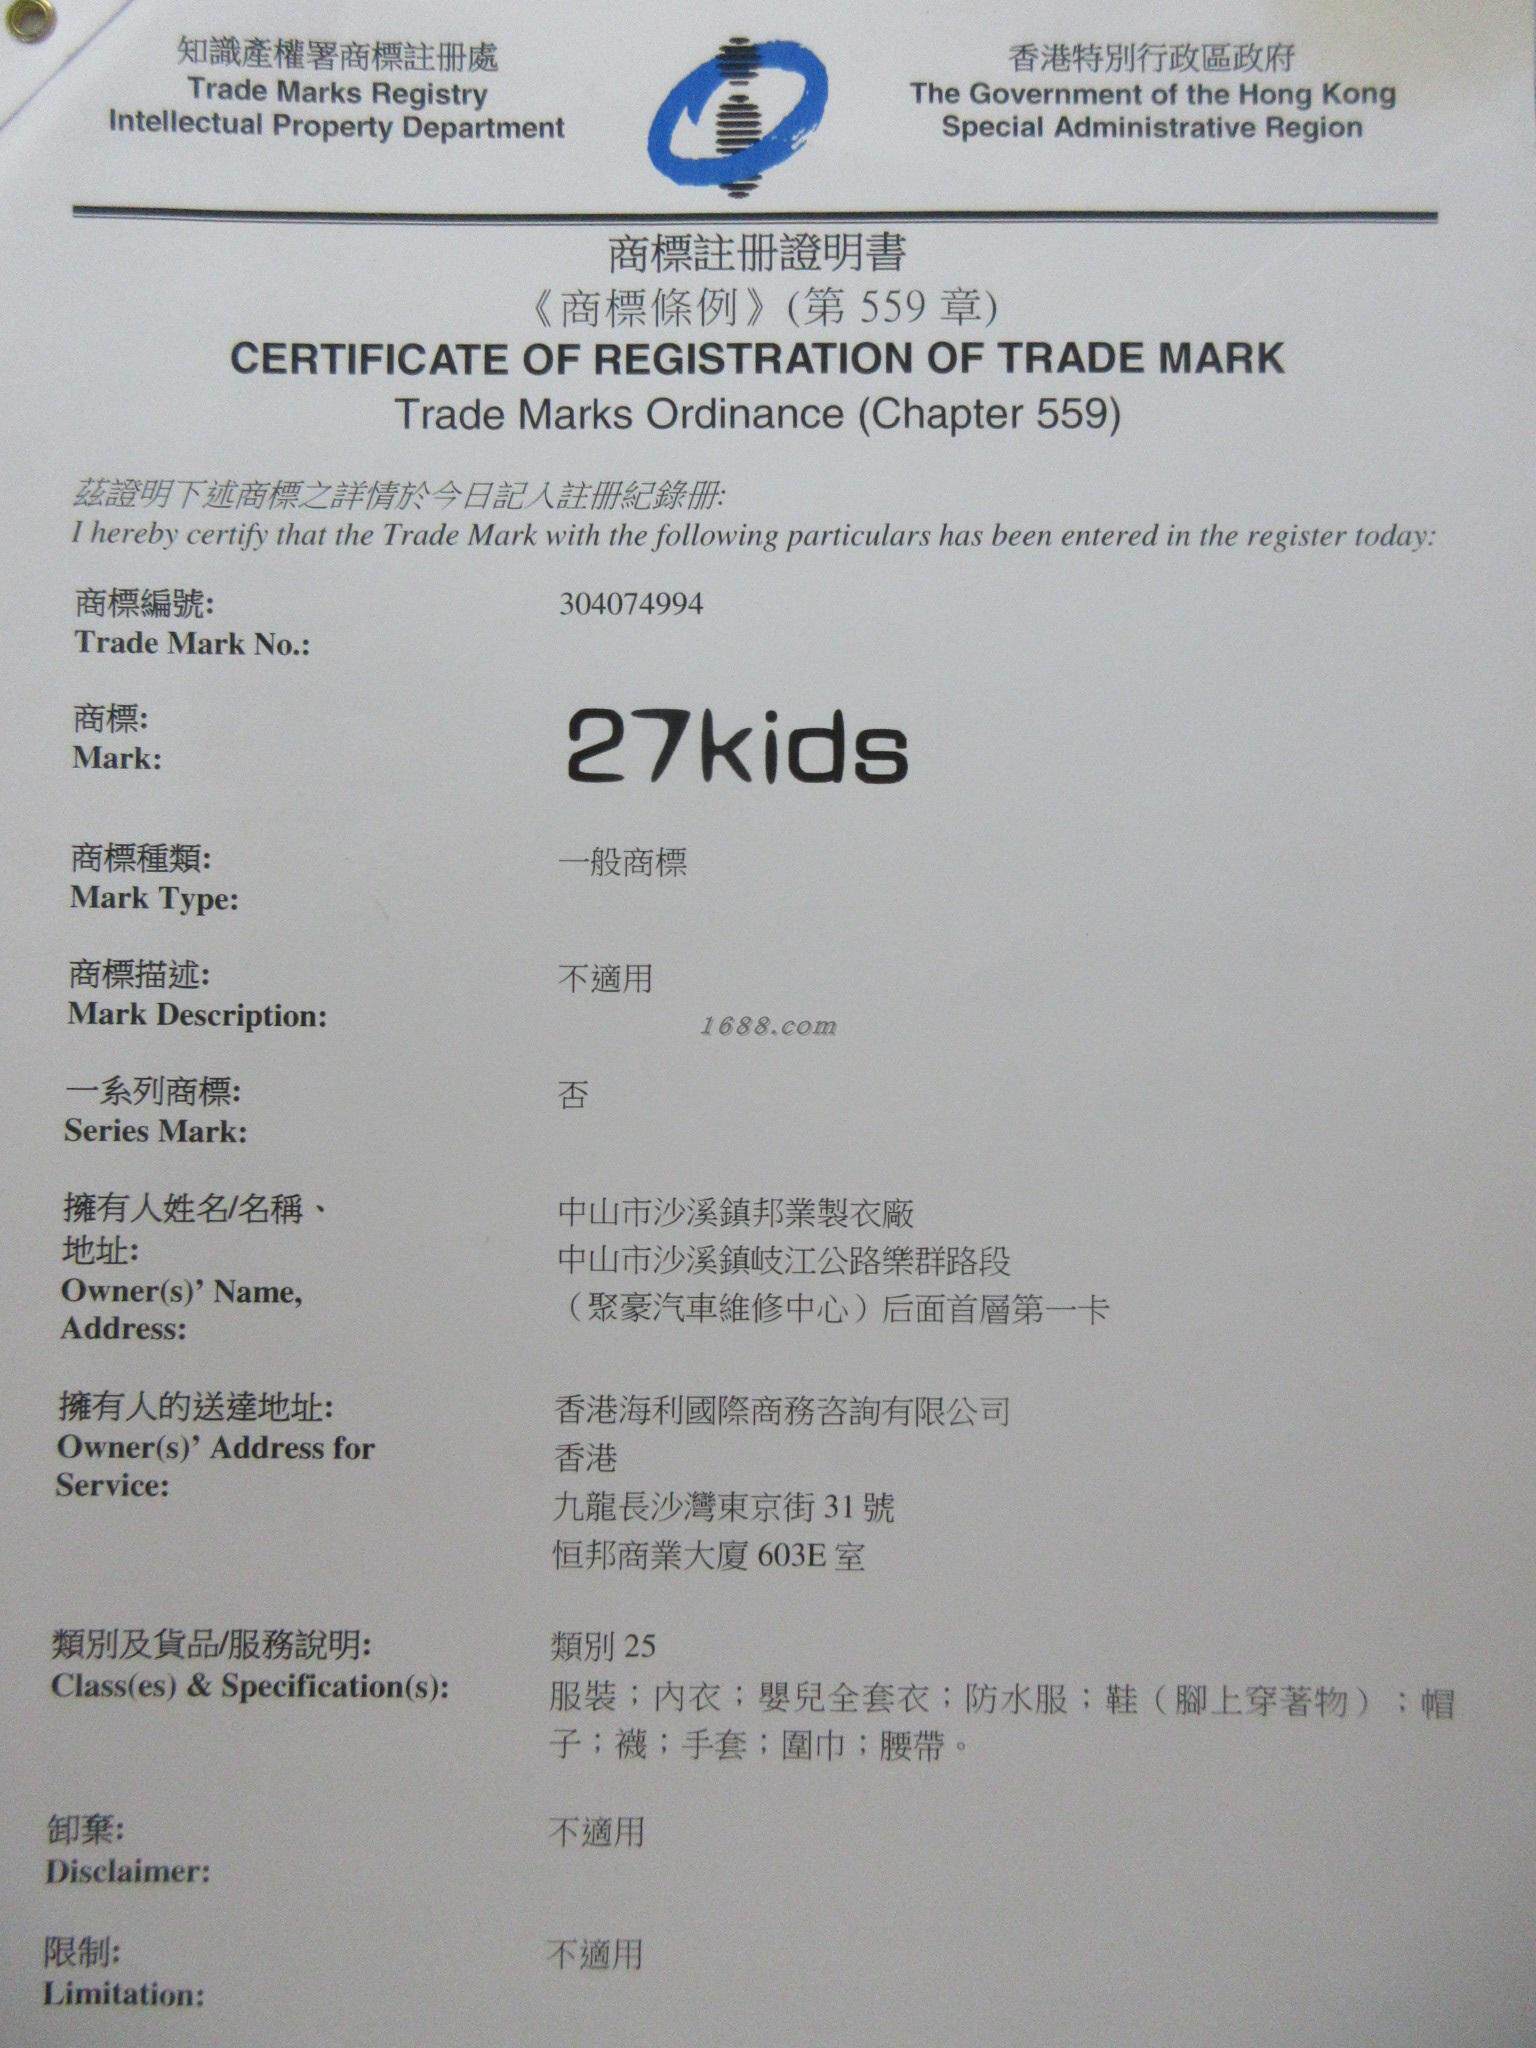 知識產權署商標註冊處
Trade Marks Registry
Intellectual Property Department
香港特別行政區政府
The Government of the Hong Kong
Special Administrative Region
商標註冊證明書
《商標條例》(第 559 章)
CERTIFICATE OF REGISTRATION OF TRADE MARK
Trade Marks Ordinance (Chapter 559)
茲證明下述商標之詳情於今日記入註冊紀錄冊:
I hereby certify that the Trade Mark with the following particulars has been entered in the register today:
商標編號:
Trade Mark No.:
304074994
商標:
Mark:
27kids
商標種類:
Mark Type:
一般商標
商標描述:
Mark Description:
不適用
1688.com
一系列商標:
Series Mark:
否
擁有人姓名/名稱、
地址:
Owner(s)’ Name,
Address:
中山市沙溪鎮邦業製衣廠
中山市沙溪鎮岐江公路樂群路段
（聚豪汽車維修中心）后面首層第一卡
擁有人的送達地址:
Owner(s)’ Address for
Service:
香港海利國際商務咨詢有限公司
香港
九龍長沙灣東京街 31 號
恒邦商業大廈 603E 室
類別及貨品/服務說明:
Class(es) & Specification(s):
類別 25
服裝；內衣；嬰兒全套衣；防水服；鞋（腳上穿著物）；帽
子；襪；手套；圍巾；腰帶。
卸棄:
Disclaimer:
不適用
限制:
Limitation:
不適用